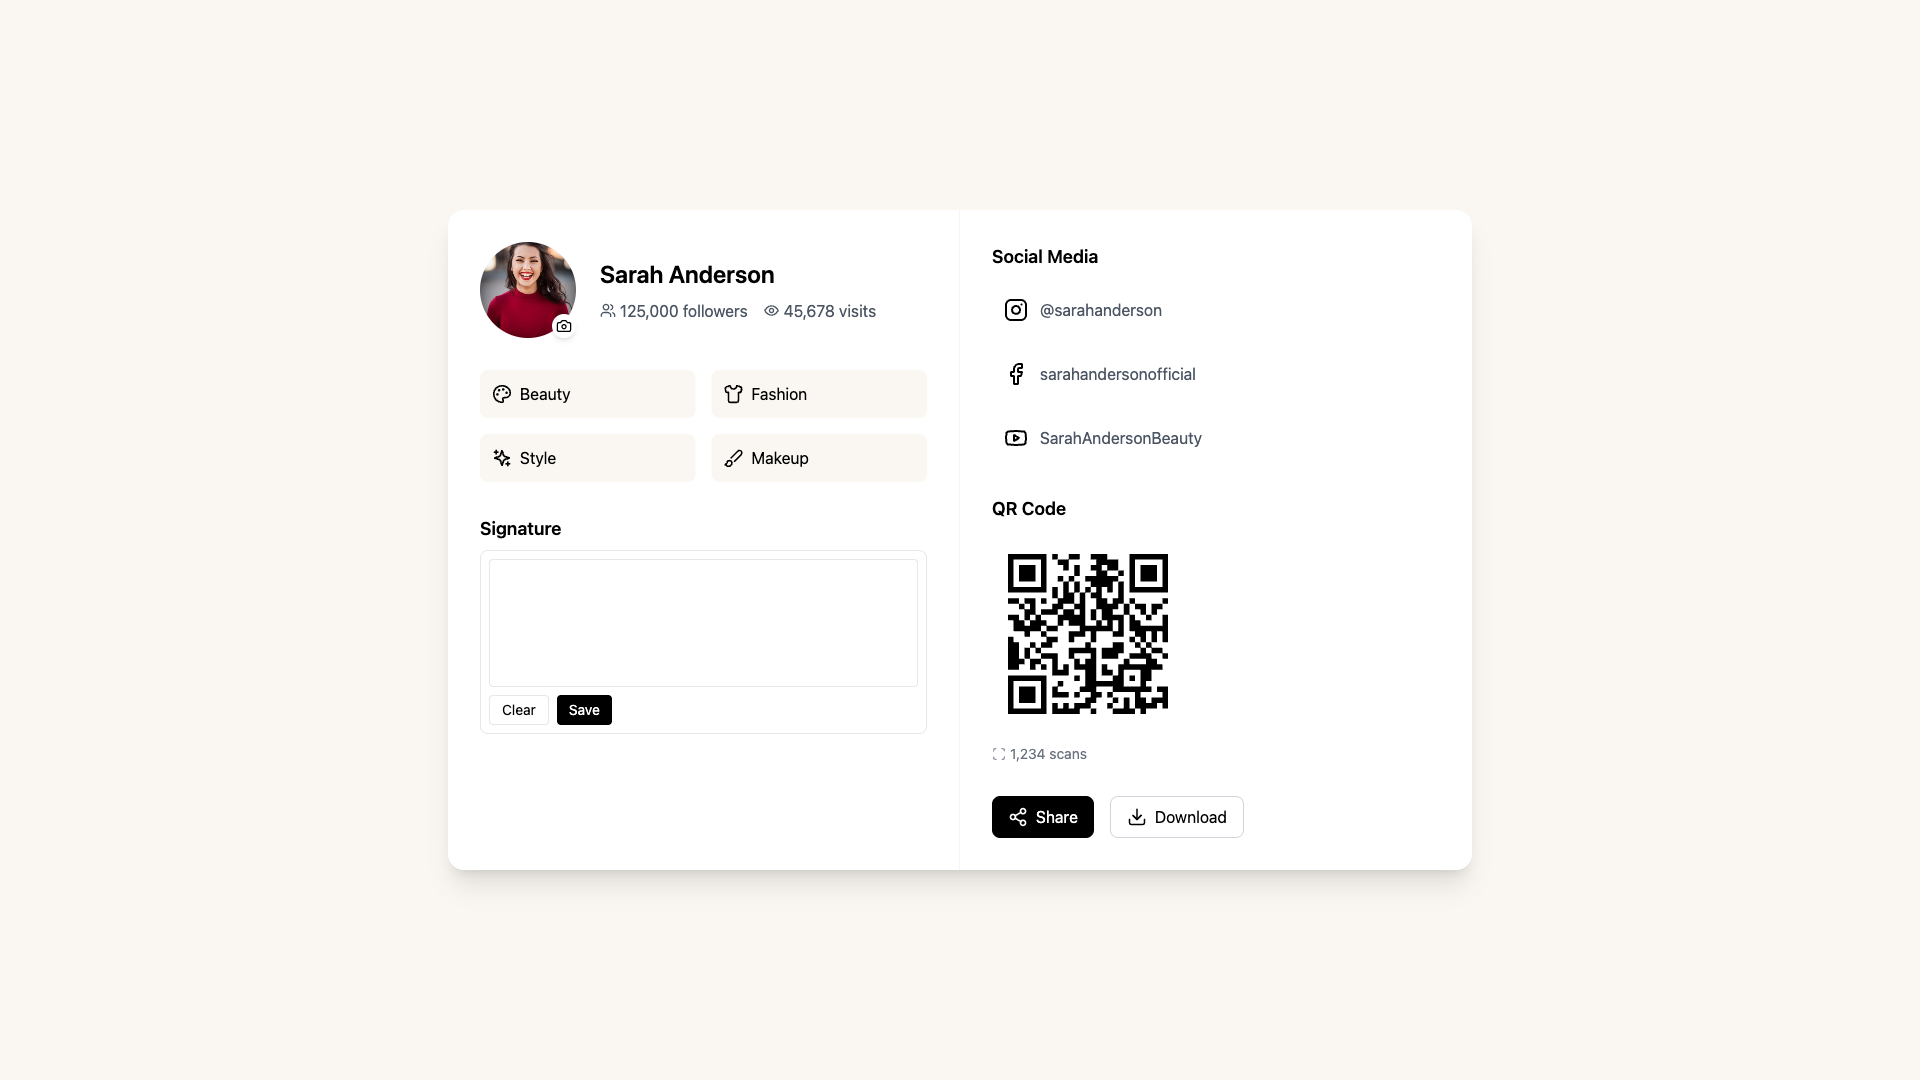 Sarah Anderson
125,000 followers 45,678 visits
Beauty
Fashion
Style
Makeup
Signature
Clear
Save
Social Media
@sarahanderson
sarahandersonofficial
SarahAndersonBeauty
QR Code
1,234 scans
Share
Download